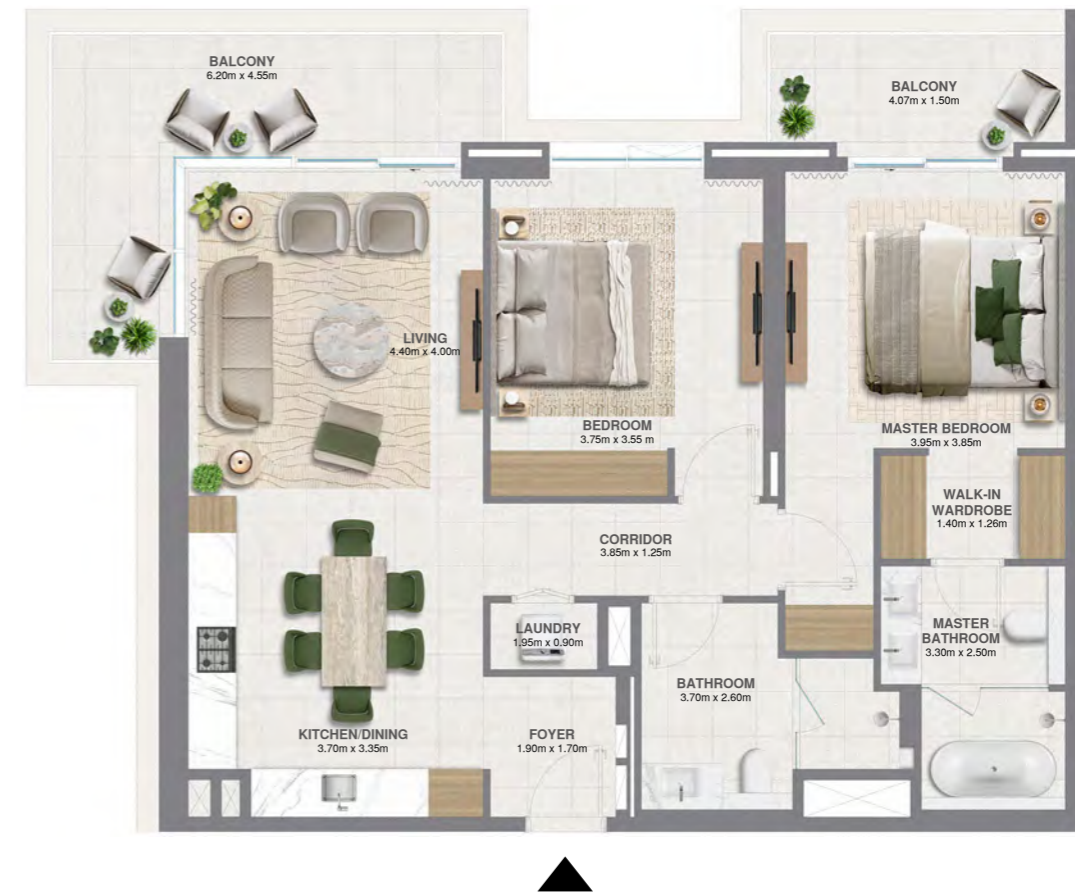 BALCONY
6.20m x 4.55m
BALCONY
4.07m x 1.50m
LIVING
4.40m x 4.00m
BEDROOM
3.75m x 3.55 m
MASTER BEDROOM
3.95m x 3.85m
WALK-IN
WARDROBE
1.40m x 1.26m
CORRIDOR
3.85m x 1.25m
LAUNDRY
1.95m x 0.90m
MASTER
BATHROOM
3.30m x 2.50m
BATHROOM
3.70m x 2.60m
KITCHEN/DINING
3.70m x 3.35m
FOYER
1.90m x 1.70m